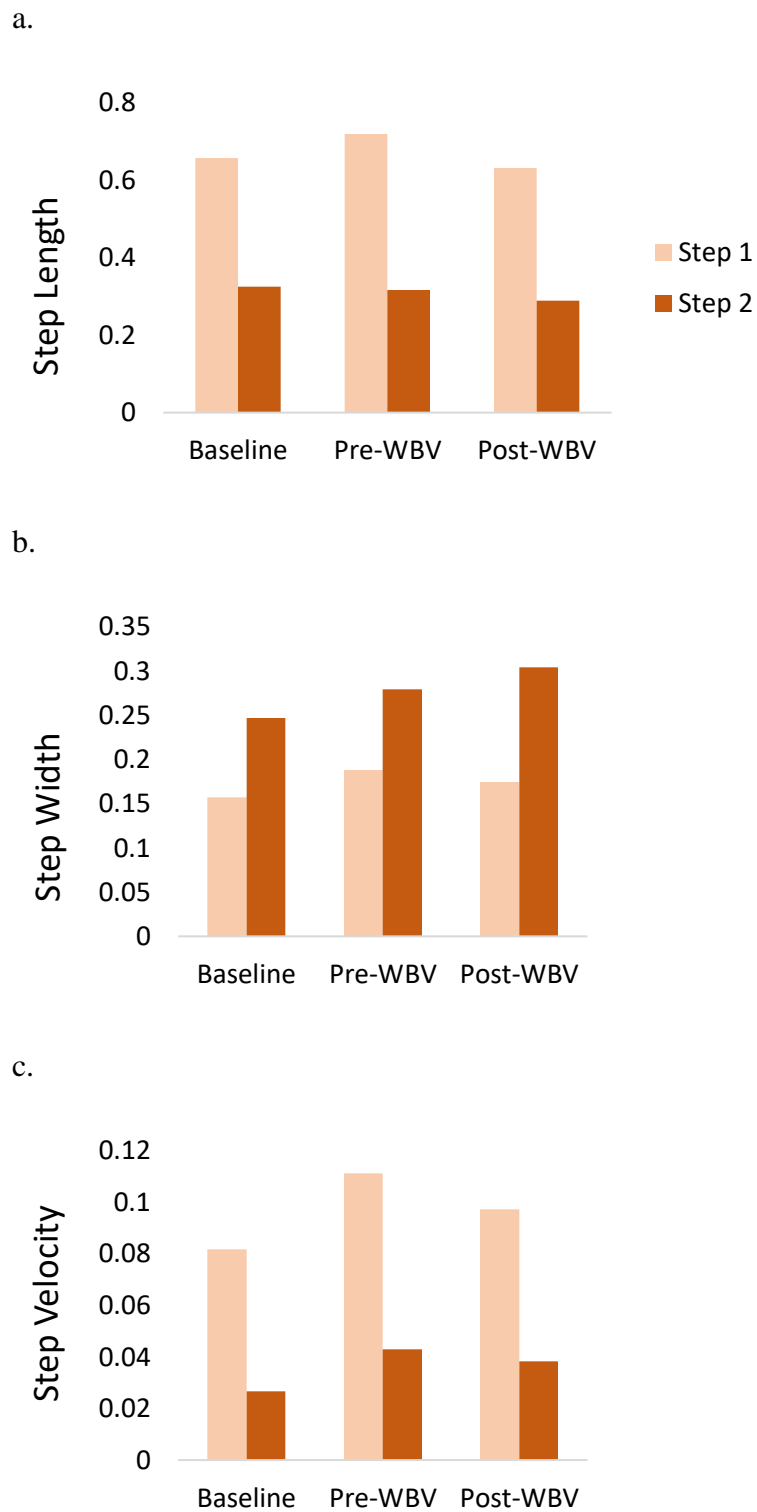 a.
0.8
0.6
0.4
0.2
0
Step Length
Baseline Pre-WBV Post-WBV
Step 1
Step 2
b.
0.35
0.3
0.25
0.2
0.15
0.1
0.05
0
Step Width
Baseline Pre-WBV Post-WBV
c.
0.12
0.1
0.08
0.06
0.04
0.02
0
Step Velocity
Baseline Pre-WBV Post-WBV